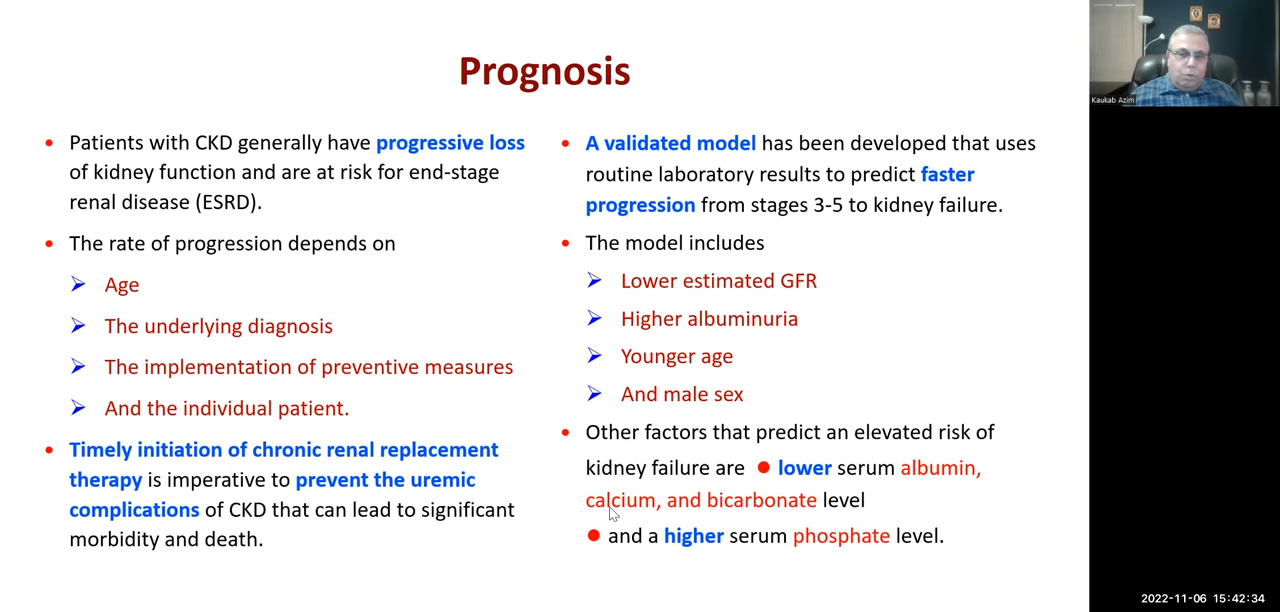 Prognosis
• Patients with CKD generally have progressive loss
of kidney function and are at risk for end-stage
renal disease (ESRD).
• The rate of progression depends on
➢ Age
➢ The underlying diagnosis
➢ The implementation of preventive measures
➢ And the individual patient.
• Timely initiation of chronic renal replacement
therapy is imperative to prevent the uremic
complications of CKD that can lead to significant
morbidity and death.
• A validated model has been developed that uses
routine laboratory results to predict faster
progression from stages 3-5 to kidney failure.
• The model includes
➢ Lower estimated GFR
➢ Higher albuminuria
➢ Younger age
➢ And male sex
• Other factors that predict an elevated risk of
kidney failure are ● lower serum albumin,
calcium, and bicarbonate level
● and a higher serum phosphate level.
Kaukab Azim
2022-11-06 15:42:34